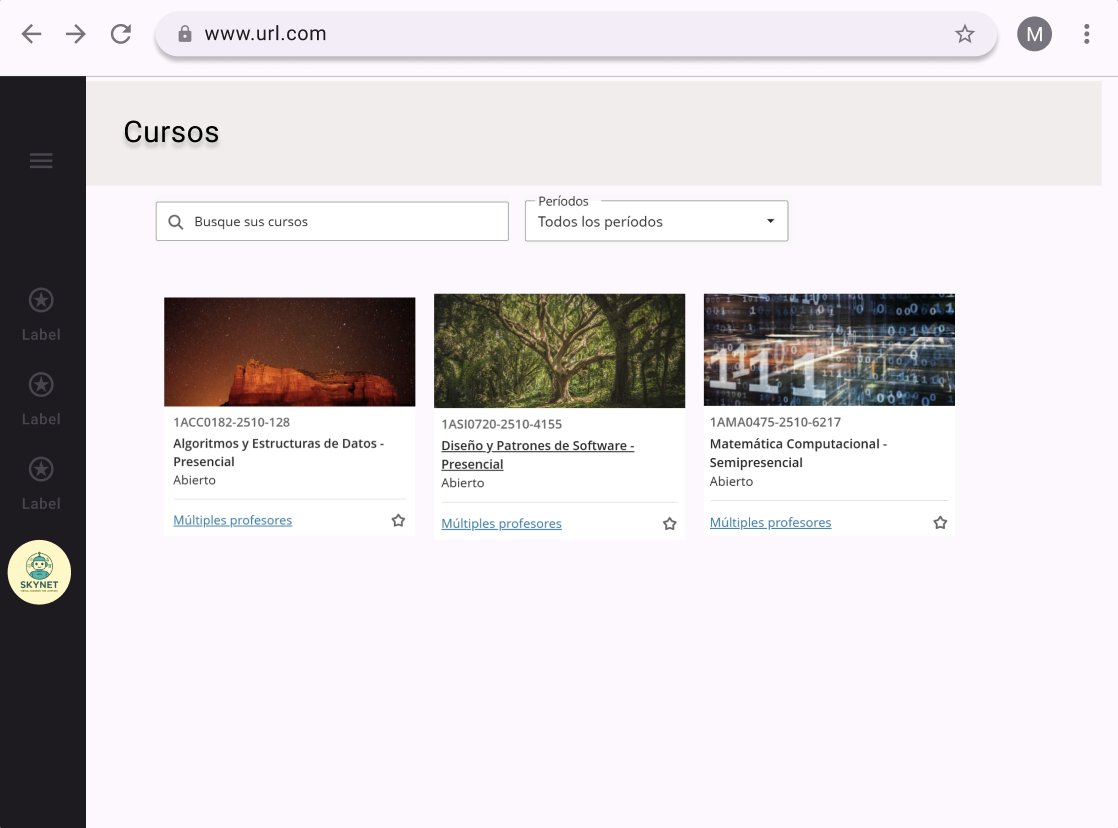 www.url.com
M
Cursos
Períodos
Busque sus cursos
Todos los períodos
Label
Label
Label
SKYNET
1ACC0182-2510-128
Algoritmos y Estructuras de Datos -
Presencial
Abierto
Múltiples profesores
1ASI0720-2510-4155
Diseño y Patrones de Software -
Presencial
Abierto
Múltiples profesores
1AMA0475-2510-6217
Matemática Computacional -
Semipresencial
Abierto
Múltiples profesores